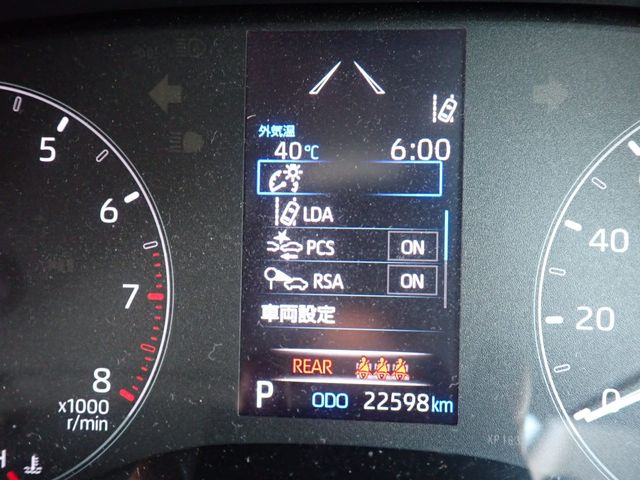 外気温
40℃ 6:00
LDA
PCS ON
RSA ON
車両設定
REAR
P ODO 22598km
5
6
7
8
x1000
r/min
H
40
20
0